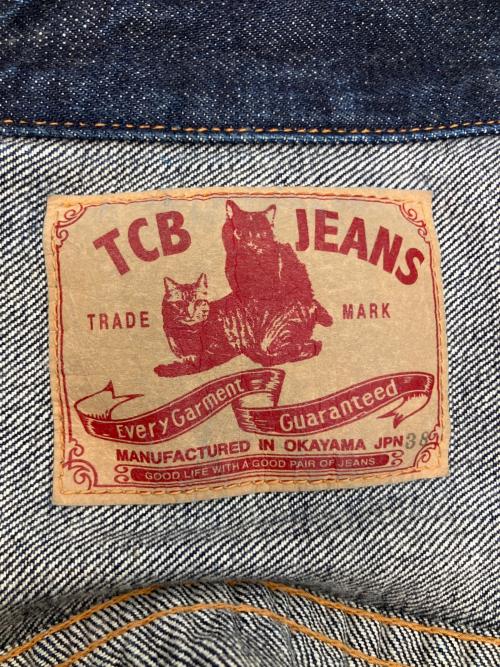 TCB JEANS
TRADE MARK
Every Garment Guaranteed
MANUFACTURED IN OKAYAMA JPN 38
GOOD LIFE WITH A GOOD PAIR OF JEANS